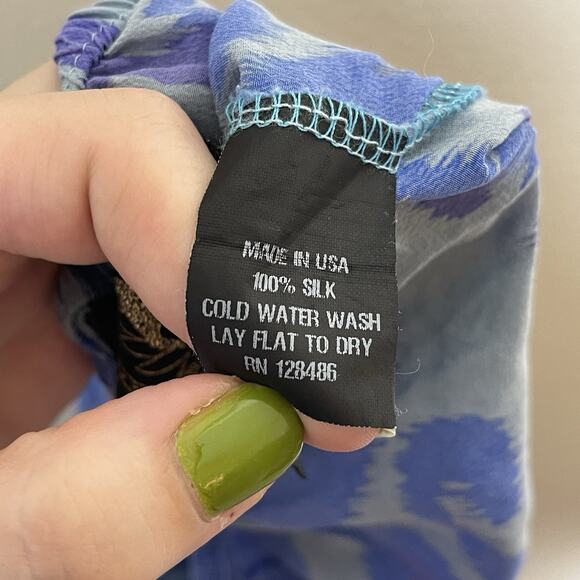 MADE IN USA
100% SILK
COLD WATER WASH
LAY FLAT TO DRY
RN 128486